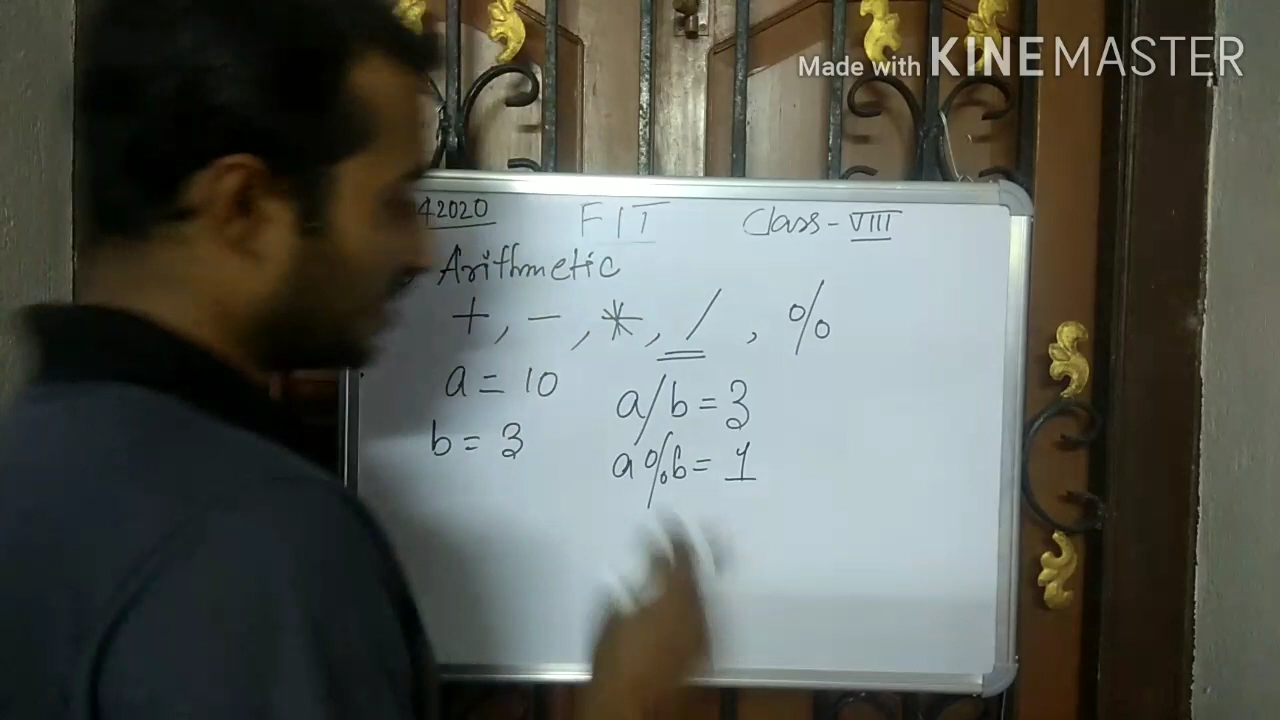 Made with KINEMASTER
42020 FIT Class-VIII
Arithmetic
+, -, *, /, %
a = 10 a/b = 3
b = 3 a%b = 1